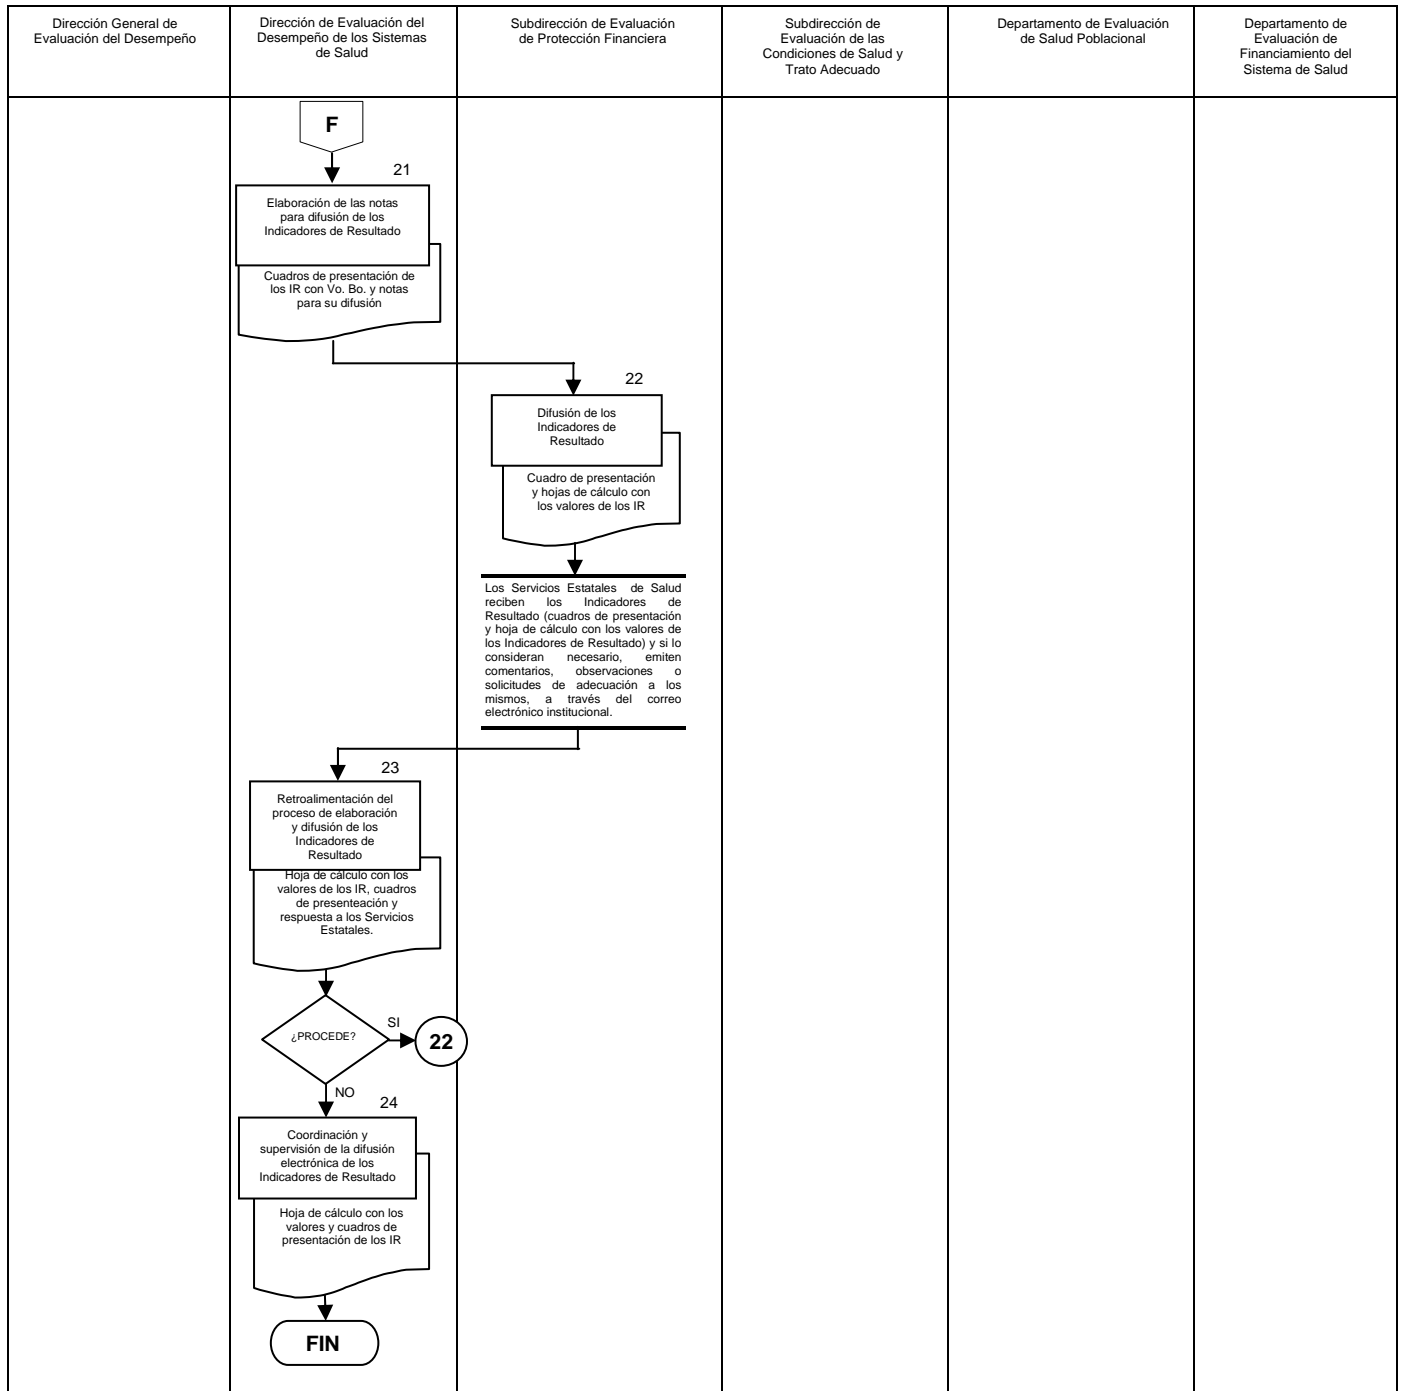 Dirección General de
Evaluación del Desempeño
Dirección de Evaluación del
Desempeño de los Sistemas
de Salud
Subdirección de Evaluación
de Protección Financiera
Subdirección de
Evaluación de las
Condiciones de Salud y
Trato Adecuado
Departamento de Evaluación
de Salud Poblacional
Departamento de
Evaluación de
Financiamiento del
Sistema de Salud
F
21
Elaboración de las notas
para difusión de los
Indicadores de Resultado
Cuadros de presentación de
los IR con Vo. Bo. y notas
para su difusión
22
Difusión de los
Indicadores de
Resultado
Cuadro de presentación
y hojas de cálculo con
los valores de los IR
Los Servicios Estatales de Salud
reciben los Indicadores de
Resultado (cuadros de presentación
y hoja de cálculo con los valores de
los Indicadores de Resultado) y si lo
consideran necesario, emiten
comentarios, observaciones o
solicitudes de adecuación a los
mismos, a través del correo
electrónico institucional.
23
Retroalimentación del
proceso de elaboración
y difusión de los
Indicadores de
Resultado
Hoja de cálculo con los
valores de los IR, cuadros
de presenteación y
respuesta a los Servicios
Estatales.
¿PROCEDE?
SI
22
NO
24
Coordinación y
supervisión de la difusión
electrónica de los
Indicadores de Resultado
Hoja de cálculo con los
valores y cuadros de
presentación de los IR
FIN